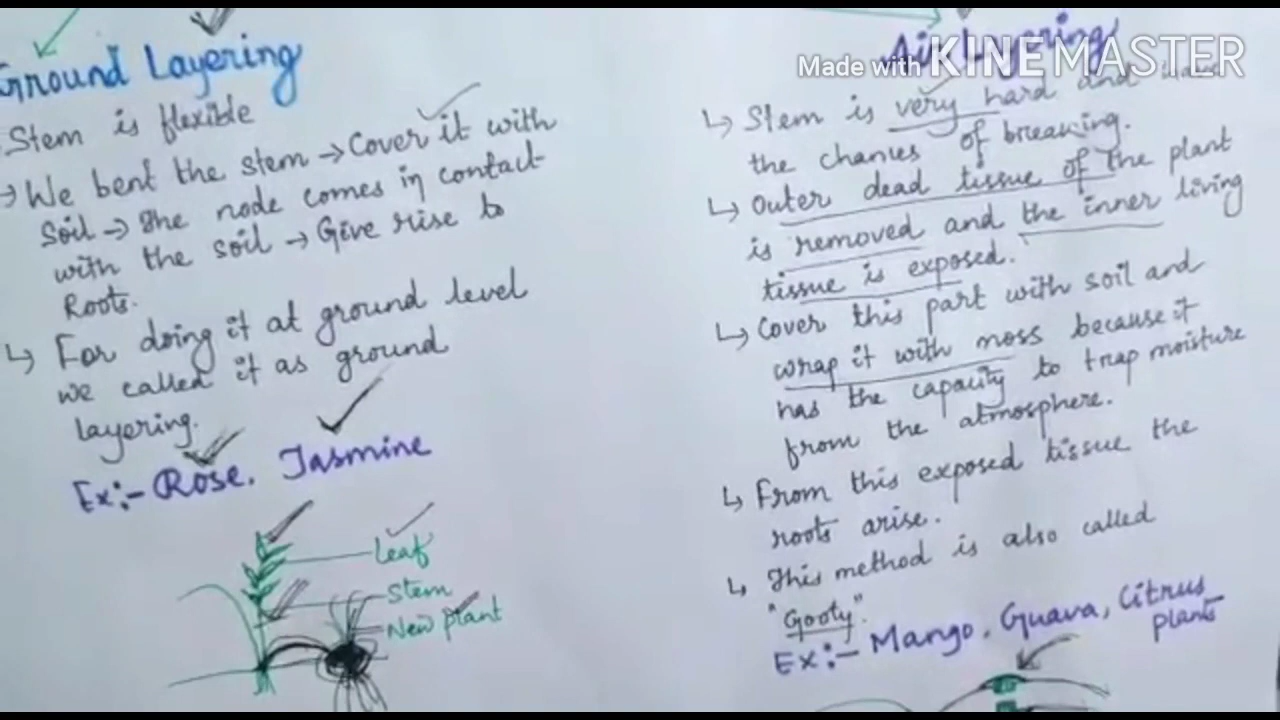 Ground Layering
Stem is flexible
→ We bent the stem → Cover it with
Soil → The node comes in contact
with the soil → Give rise to
Roots.
↳ For doing it at ground level
we called it as ground
layering.
Ex:- Rose, Jasmine
Leaf
Stem
New plant
Made with KINEMASTER
Air Layering
↳ Stem is very hard and
the chances of breaking.
↳ Outer dead tissue of the plant
is removed and the inner living
tissue is exposed.
↳ Cover this part with soil and
wrap it with moss because it
has the capacity to trap moisture
from the atmosphere.
↳ From this exposed tissue the
roots arise.
↳ This method is also called
"Gooty".
Ex:- Mango, Guava, Citrus
plants